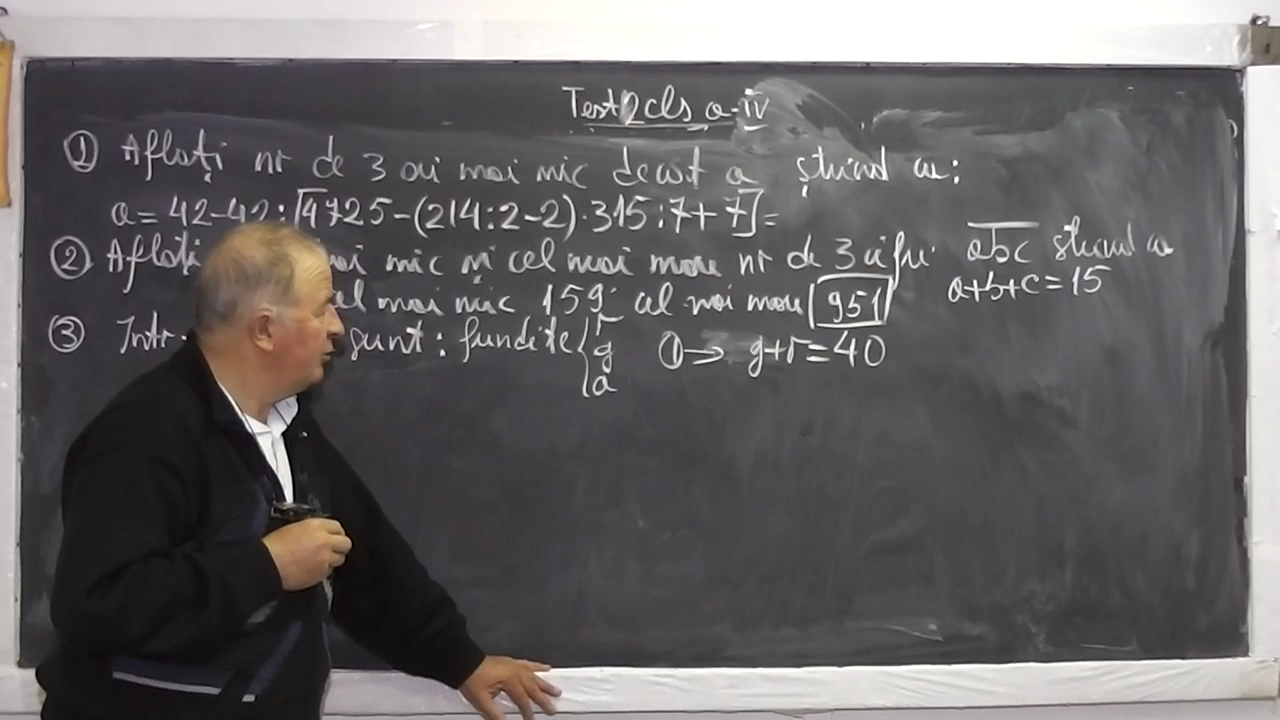 Test 2 cls a-IV
① Aflați nr de 3 ori mai mic decât a știind că:
a = 42-42:[4725-(214:2-2)·315:7+7]=
② Aflați mai mic și cel mai mare nr de 3 cifre abc știind că
a+b+c=15
cel mai mic 159 cel mai mare 951
③ Intr- sunt: fundițe { r g a ① → g+r=40